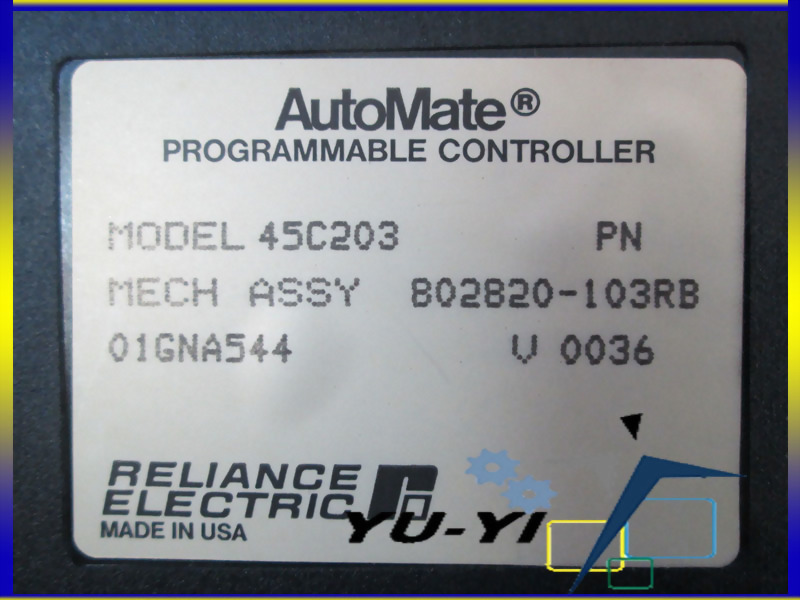 AutoMate®
PROGRAMMABLE CONTROLLER
MODEL 45C203 PN
MECH ASSY 802820-103RB
01GNA544 V 0036
RELIANCE
ELECTRIC
MADE IN USA
YU-YI